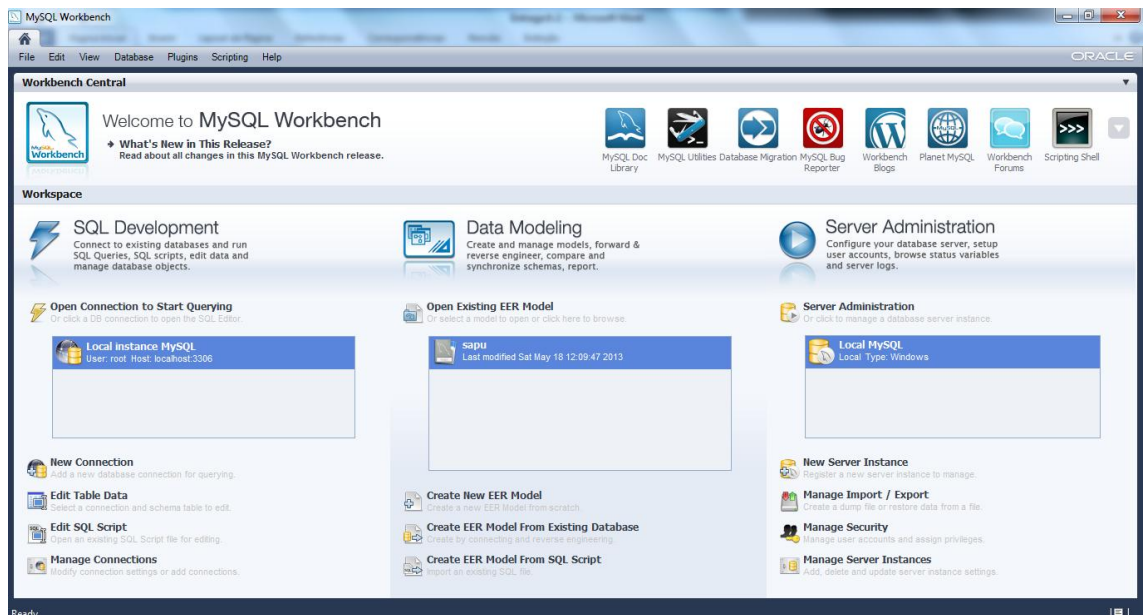 MySQL Workbench
File Edit View Database Plugins Scripting Help
ORACLE
Workbench Central
MySQL
Workbench
Welcome to MySQL Workbench
What's New in This Release?
Read about all changes in this MySQL Workbench release.
MySQL Doc
Library
MySQL Utilities
Database Migration
MySQL Bug
Reporter
Workbench
Blogs
Planet MySQL
Workbench
Forums
>>>
Scripting Shell
Workspace
SQL Development
Connect to existing databases and run
SQL Queries, SQL scripts, edit data and
manage database objects.
Open Connection to Start Querying
Or click a DB connection to open the SQL Editor.
Local instance MySQL
User: root Host: localhost:3306
New Connection
Add a new database connection for querying.
Edit Table Data
Select a connection and schema table to edit.
Edit SQL Script
Open an existing SQL Script file for editing.
Manage Connections
Modify connection settings or add connections.
Data Modeling
Create and manage models, forward &
reverse engineer, compare and
synchronize schemas, report.
Open Existing EER Model
Or select a model to open or click here to browse.
sapu
Last modified Sat May 18 12:09:47 2013
Create New EER Model
Create a new EER Model from scratch.
Create EER Model From Existing Database
Create by connecting and reverse engineering.
Create EER Model From SQL Script
Import an existing SQL file.
Server Administration
Configure your database server, setup
user accounts, browse status variables
and server logs.
Server Administration
Or click to manage a database server instance.
Local MySQL
Local Type: Windows
New Server Instance
Register a new server instance to manage.
Manage Import / Export
Create a dump file or restore data from a file.
Manage Security
Manage user accounts and assign privileges.
Manage Server Instances
Add, delete and update server instance settings.
Ready